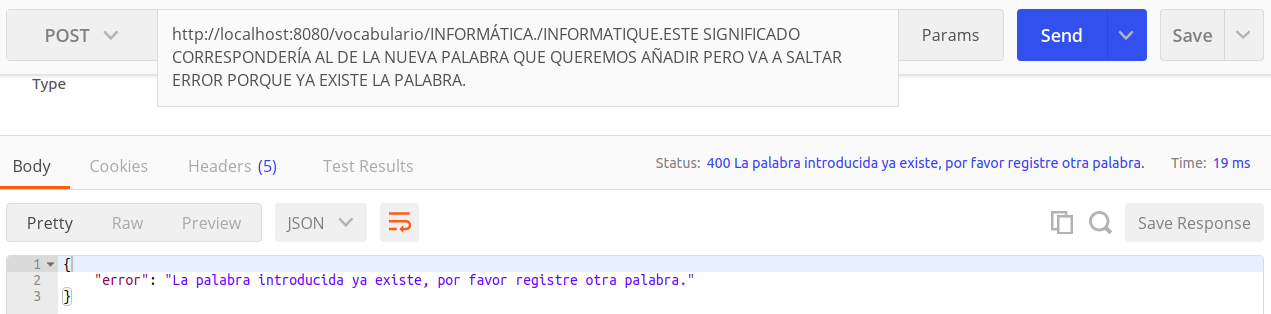 POST
http://localhost:8080/vocabulario/INFORMÁTICA./INFORMATIQUE.ESTE SIGNIFICADO
CORRESPONDERÍA AL DE LA NUEVA PALABRA QUE QUEREMOS AÑADIR PERO VA A SALTAR
ERROR PORQUE YA EXISTE LA PALABRA.
Params
Send
Save
Type
Body Cookies Headers (5) Test Results
Status: 400 La palabra introducida ya existe, por favor registre otra palabra. Time: 19 ms
Pretty Raw Preview JSON Save Response
1 {
2 "error": "La palabra introducida ya existe, por favor registre otra palabra."
3 }